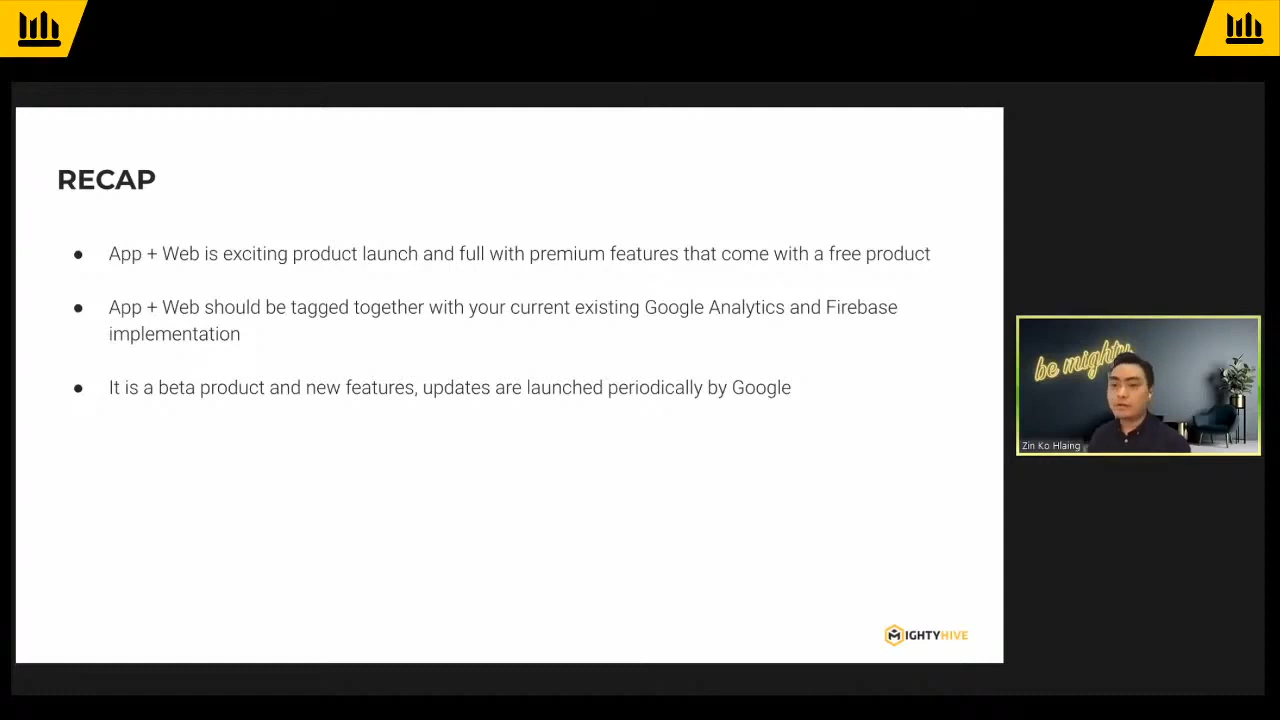 RECAP
App + Web is exciting product launch and full with premium features that come with a free product
App + Web should be tagged together with your current existing Google Analytics and Firebase
implementation
It is a beta product and new features, updates are launched periodically by Google
be mighty
Zin Ko Hlaing
MIGHTYHIVE